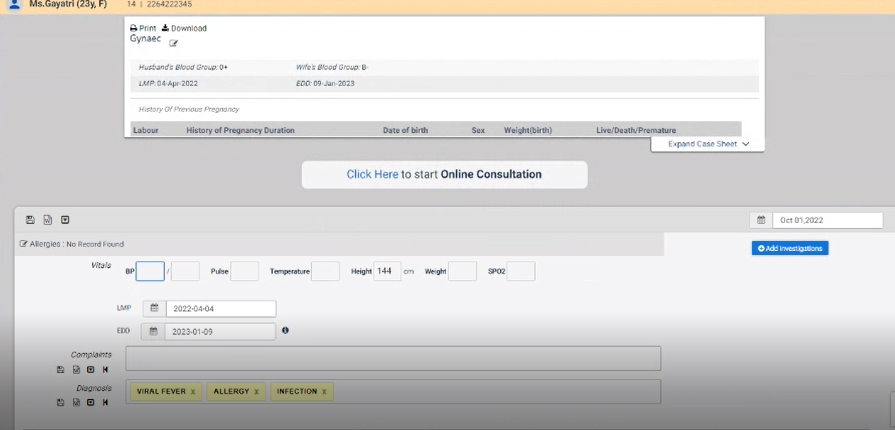 Ms.Gayatri (23y, F) 14 | 2264222345
Print Download
Gynaec
Husband's Blood Group: O+ Wife's Blood Group: B-
LMP: 04-Apr-2022 EDD: 09-Jan-2023
History Of Previous Pregnancy
Labour History of Pregnancy Duration Date of birth Sex Weight(birth) Live/Death/Premature
Expand Case Sheet
Click Here to start Online Consultation
Oct 01,2022
Allergies : No Record Found
Add Investigations
Vitals BP / Pulse Temperature Height 144 cm Weight SPO2
LMP 2022-04-04
EDD 2023-01-09
Complaints
Diagnosis VIRAL FEVER x ALLERGY x INFECTION x